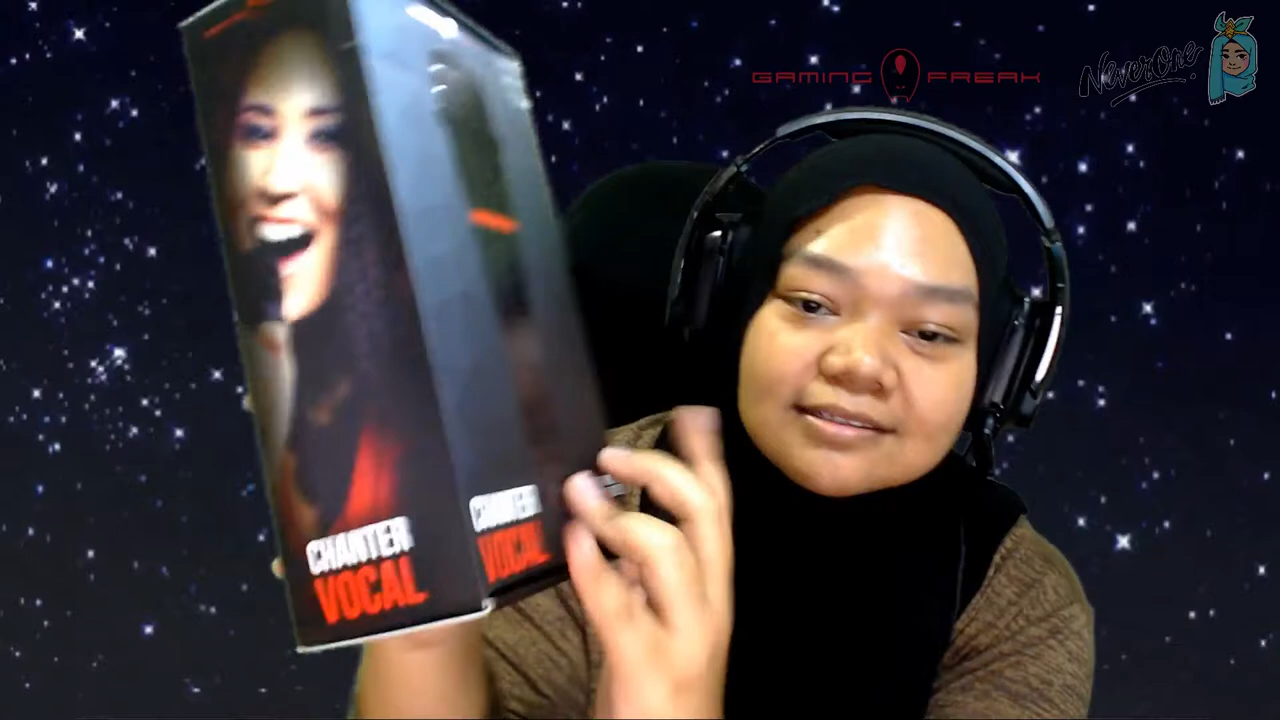 GAMING FREAK
NeverOne
CHANTER
VOCAL
CHANTER
VOCAL